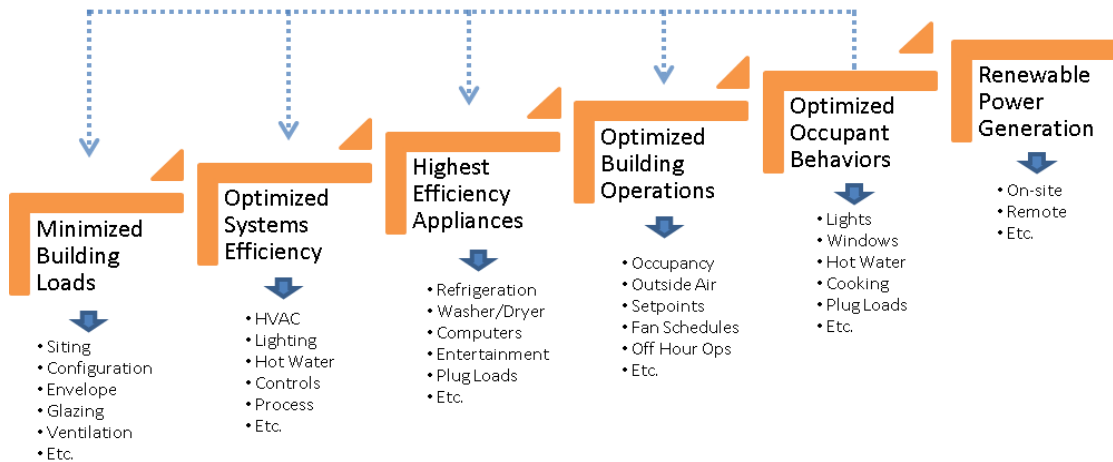 Minimized
Building
Loads
• Siting
• Configuration
• Envelope
• Glazing
• Ventilation
• Etc.
Optimized
Systems
Efficiency
• HVAC
• Lighting
• Hot Water
• Controls
• Process
• Etc.
Highest
Efficiency
Appliances
• Refrigeration
• Washer/Dryer
• Computers
• Entertainment
• Plug Loads
• Etc.
Optimized
Building
Operations
• Occupancy
• Outside Air
• Setpoints
• Fan Schedules
• Off Hour Ops
• Etc.
Optimized
Occupant
Behaviors
• Lights
• Windows
• Hot Water
• Cooking
• Plug Loads
• Etc.
Renewable
Power
Generation
• On-site
• Remote
• Etc.